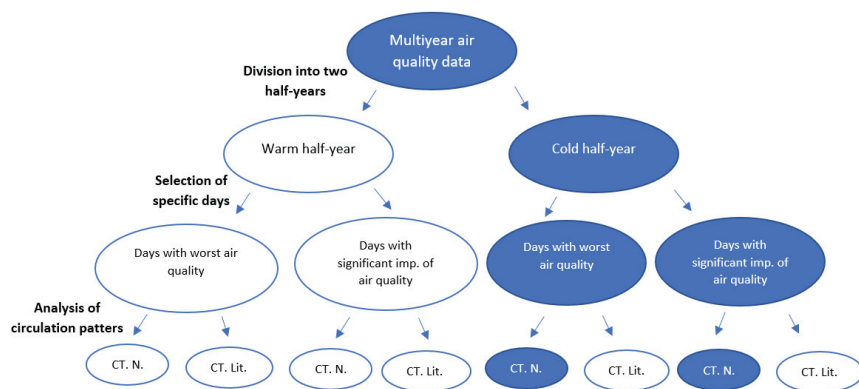 Multiyear air
quality data
Division into two
half-years
Warm half-year
Cold half-year
Selection of
specific days
Days with worst air
quality
Days with
significant imp. of
air quality
Days with worst
air quality
Days with
significant imp. of
air quality
Analysis of
circulation patters
CT. N.
CT. Lit.
CT. N.
CT. Lit.
CT. N.
CT. Lit.
CT. N.
CT. Lit.